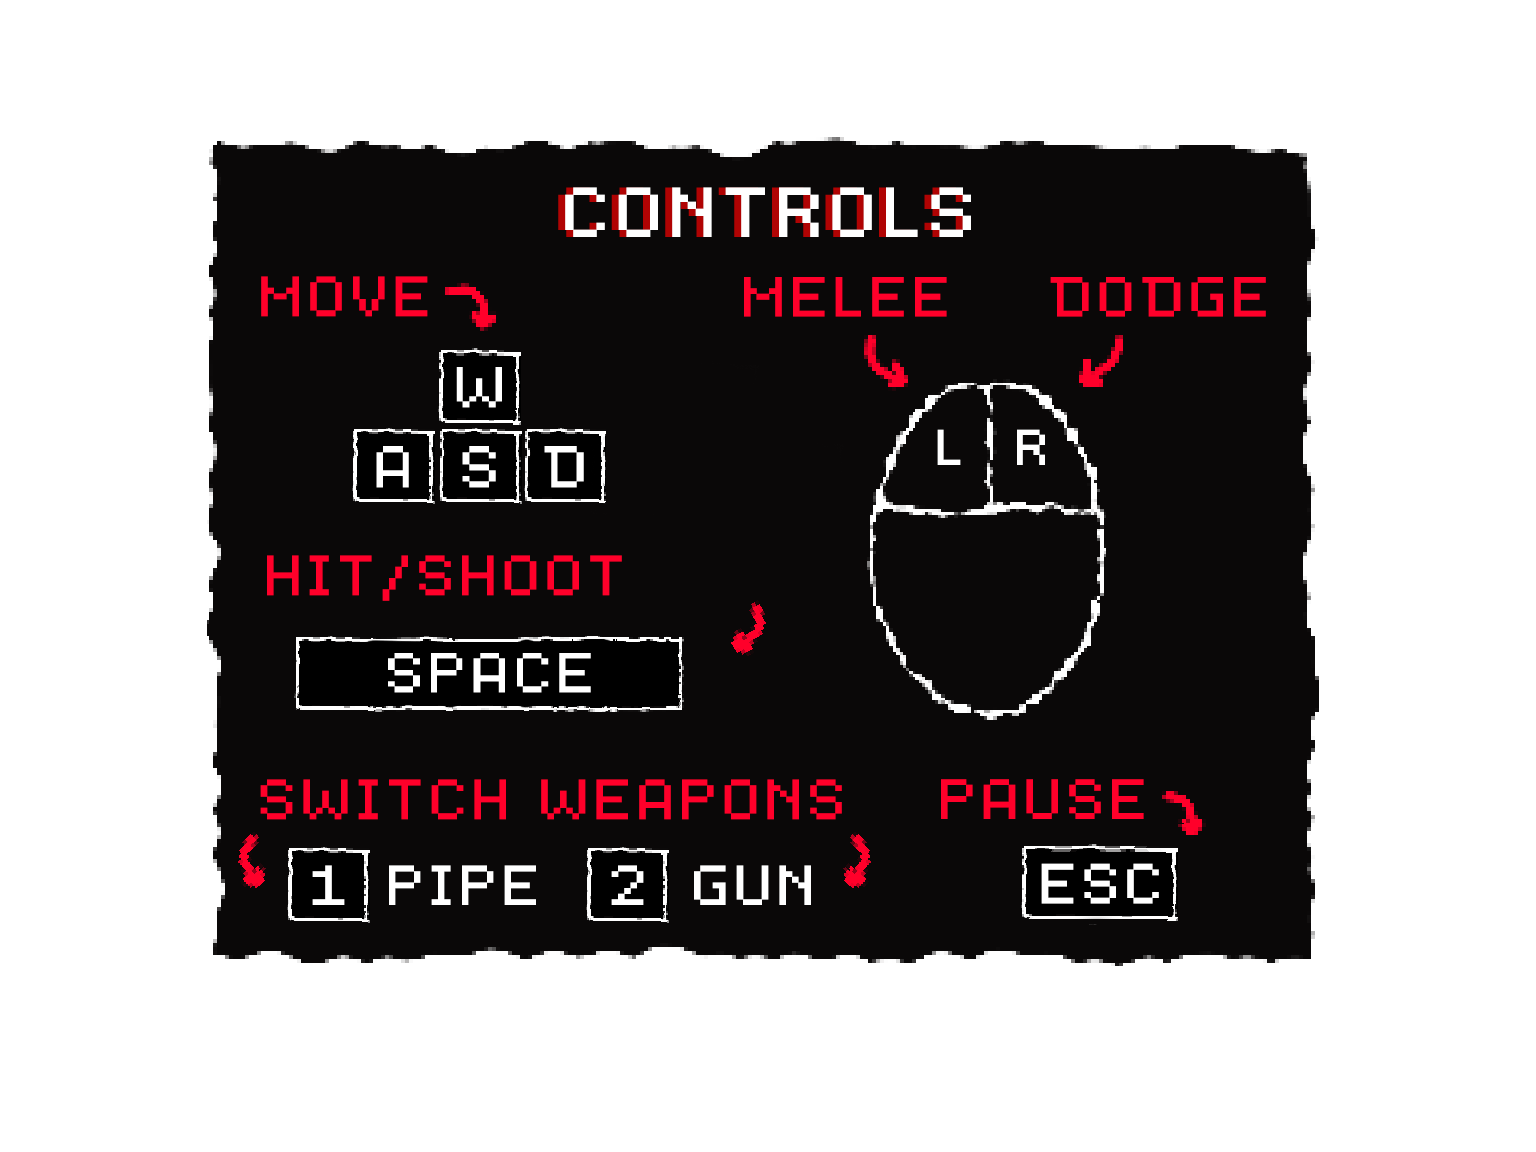 CONTROLS
MOVE
MELEE
DODGE
W
A S D
L R
HIT/SHOOT
SPACE
SWITCH WEAPONS
1 PIPE 2 GUN
PAUSE
ESC